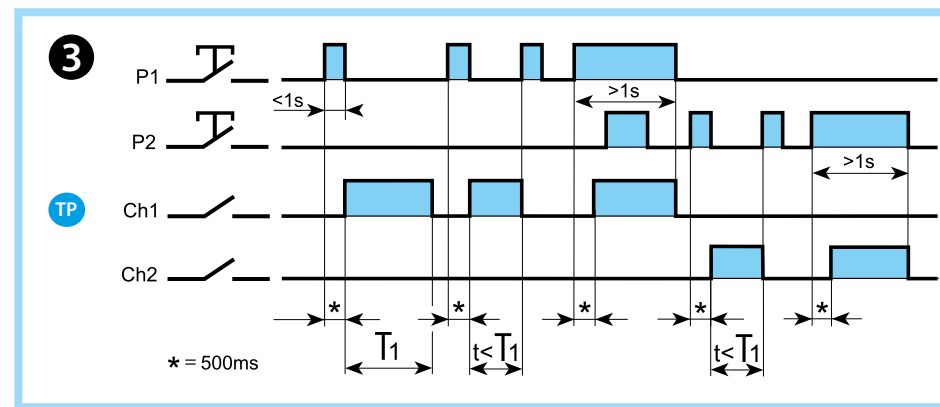 3
P1
<1s
>1s
P2
>1s
TP
Ch1
Ch2
* * * * *
T1
t<T1
t<T1
* = 500ms